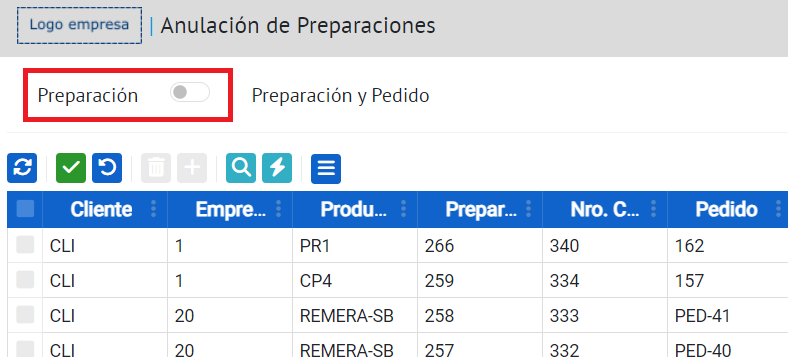 Logo empresa | Anulación de Preparaciones
Preparación Preparación y Pedido
Cliente Empre... Produ... Prepar... Nro. C... Pedido
CLI 1 PR1 266 340 162
CLI 1 CP4 259 334 157
CLI 20 REMERA-SB 258 333 PED-41
CLI 20 REMERA-SB 257 332 PED-40